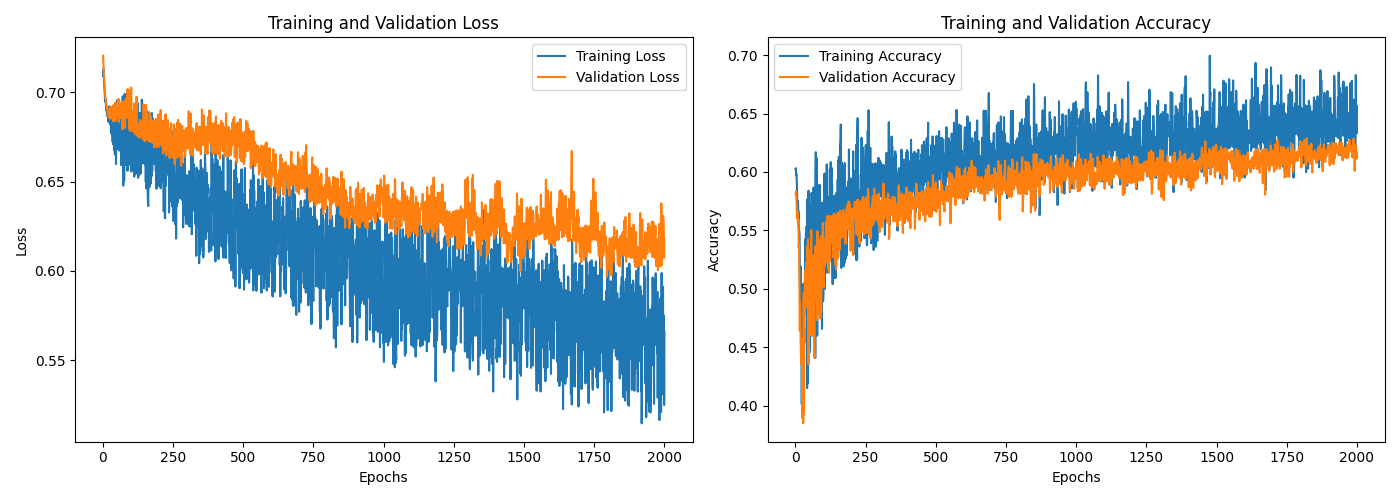 Training and Validation Loss
Training Loss
Validation Loss
Loss
0.70
0.65
0.60
0.55
0
250
500
750
1000
1250
1500
1750
2000
Epochs
Training and Validation Accuracy
Training Accuracy
Validation Accuracy
Accuracy
0.70
0.65
0.60
0.55
0.50
0.45
0.40
0
250
500
750
1000
1250
1500
1750
2000
Epochs